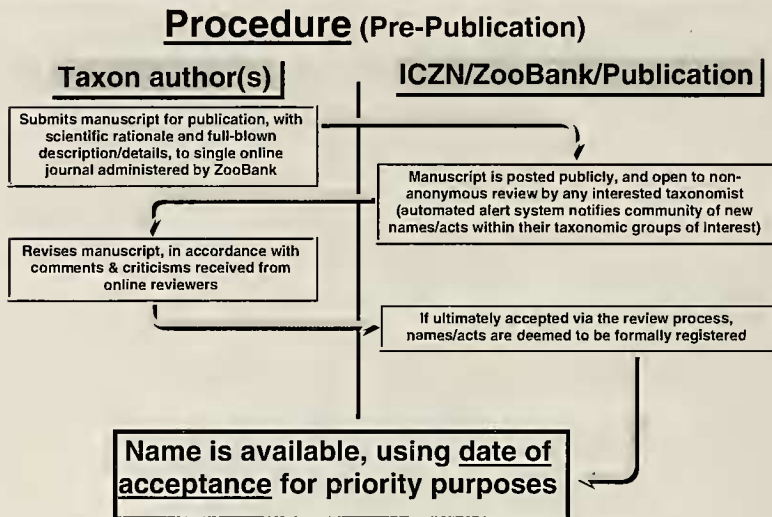 Procedure (Pre-Publication)
Taxon author(s)
ICZN/ZooBank/Publication
Submits manuscript for publication, with
scientific rationale and full-blown
description/details, to single online
journal administered by ZooBank
Manuscript is posted publicly, and open to non-
anonymous review by any interested taxonomist
(automated alert system notifies community of new
names/acts within their taxonomic groups of interest)
Revises manuscript, in accordance with
comments & criticisms received from
online reviewers
If ultimately accepted via the review process,
names/acts are deemed to be formally registered
Name is available, using date of
acceptance for priority purposes